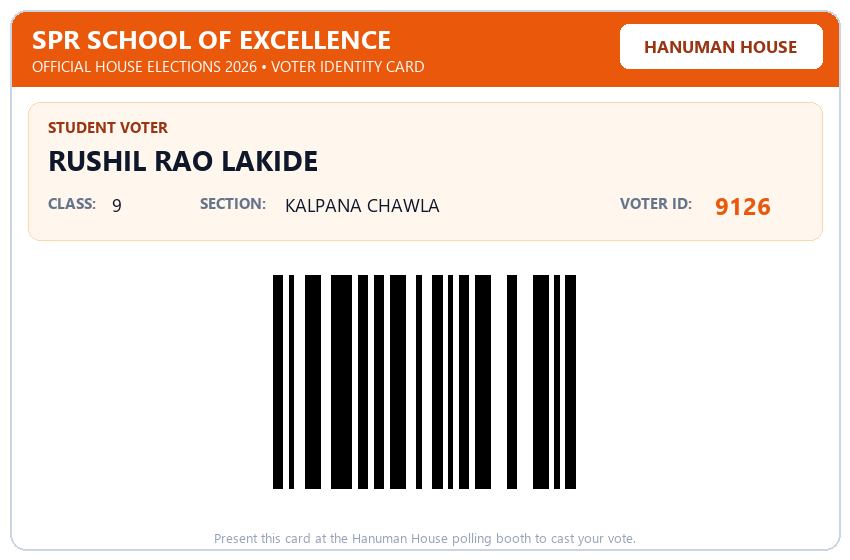 SPR SCHOOL OF EXCELLENCE
OFFICIAL HOUSE ELECTIONS 2026 • VOTER IDENTITY CARD
HANUMAN HOUSE
STUDENT VOTER
RUSHIL RAO LAKIDE
CLASS: 9 SECTION: KALPANA CHAWLA VOTER ID: 9126
Present this card at the Hanuman House polling booth to cast your vote.